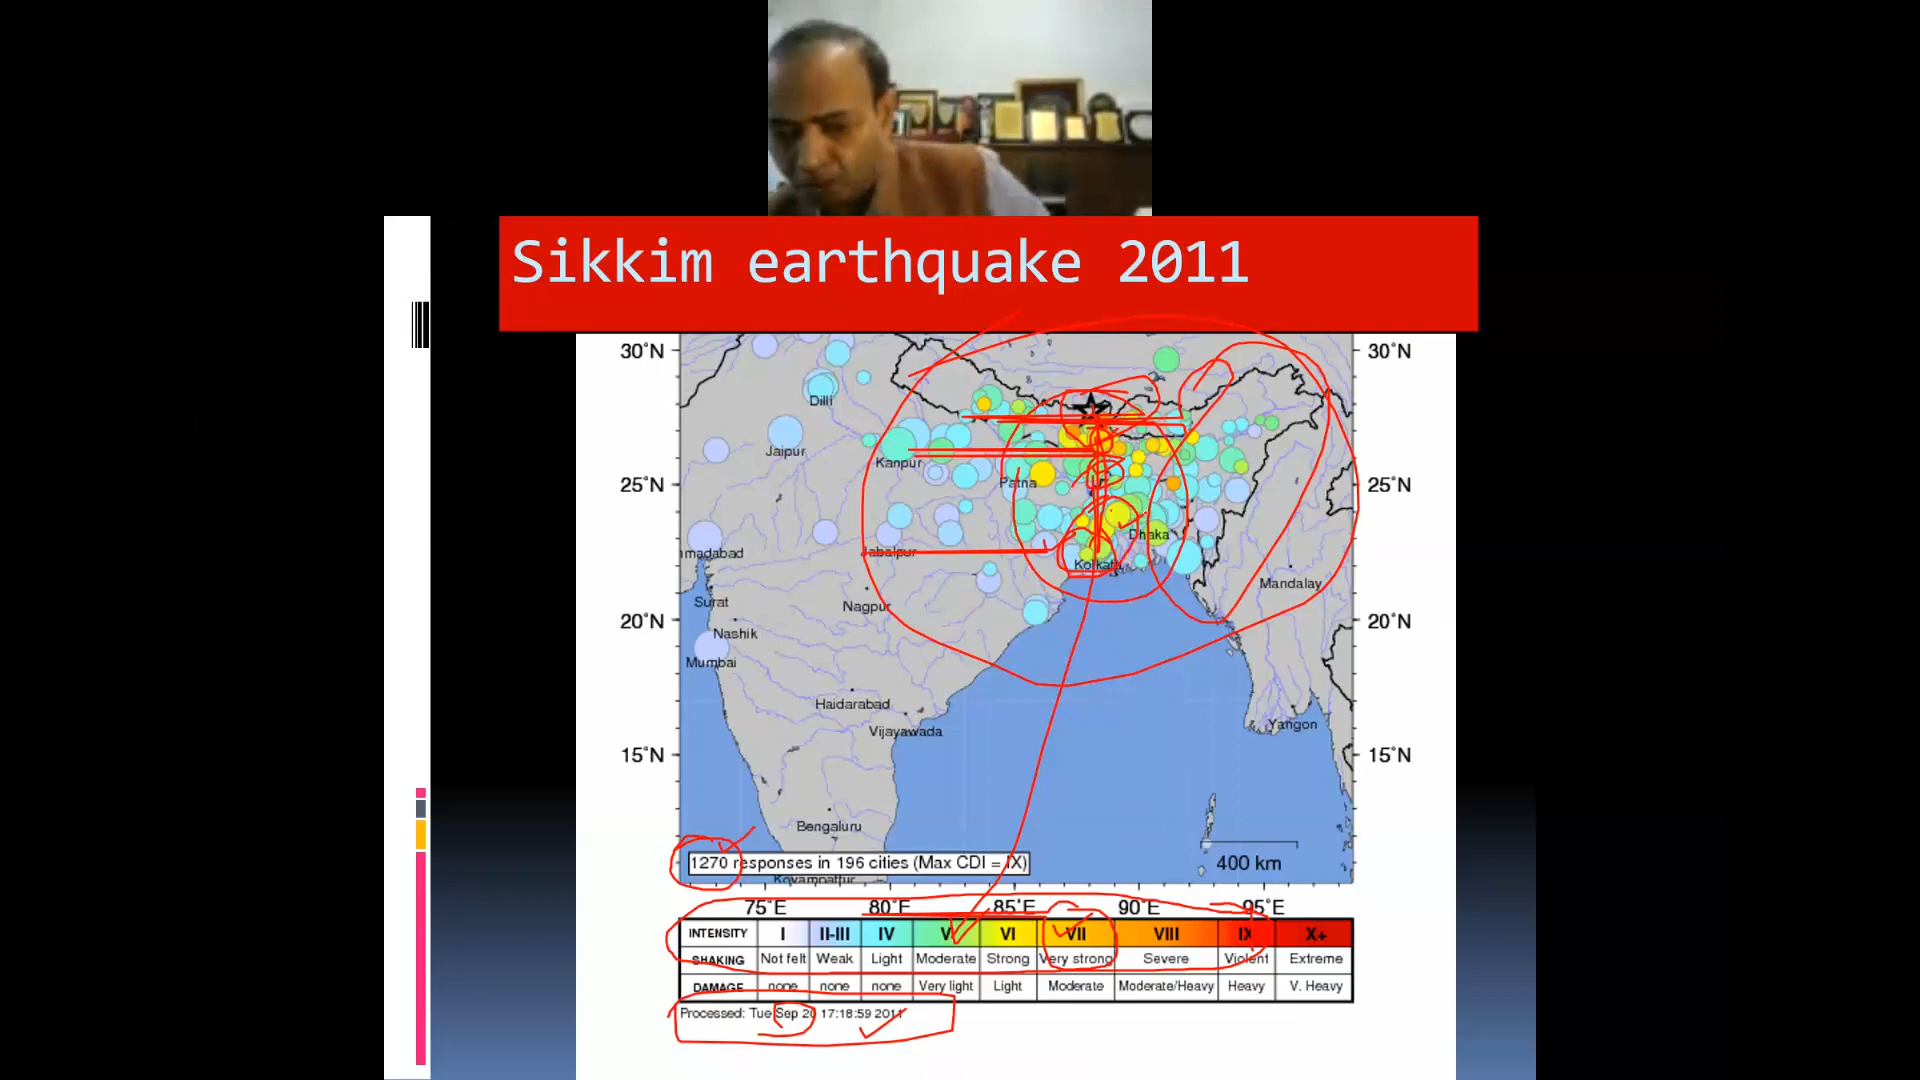 Sikkim earthquake 2011
30°N 30°N
Dilli
Jaipur
Kanpur
Patna
25°N 25°N
Dhaka
Jabalpur
hmadabad
Kolkata
Mandalay
Surat
Nagpur
20°N 20°N
Nashik
Mumbai
Haidarabad
Yangon
Vijayawada
15°N 15°N
Bengaluru
1270 responses in 196 cities (Max CDI = IX)
400 km
Koyampattur
75°E 80°E 85°E 90°E 95°E
INTENSITY I II-III IV V VI VII VIII IX X+
SHAKING Not felt Weak Light Moderate Strong Very strong Severe Violent Extreme
DAMAGE none none none Very light Light Moderate Moderate/Heavy Heavy V. Heavy
Processed: Tue Sep 20 17:18:59 2011